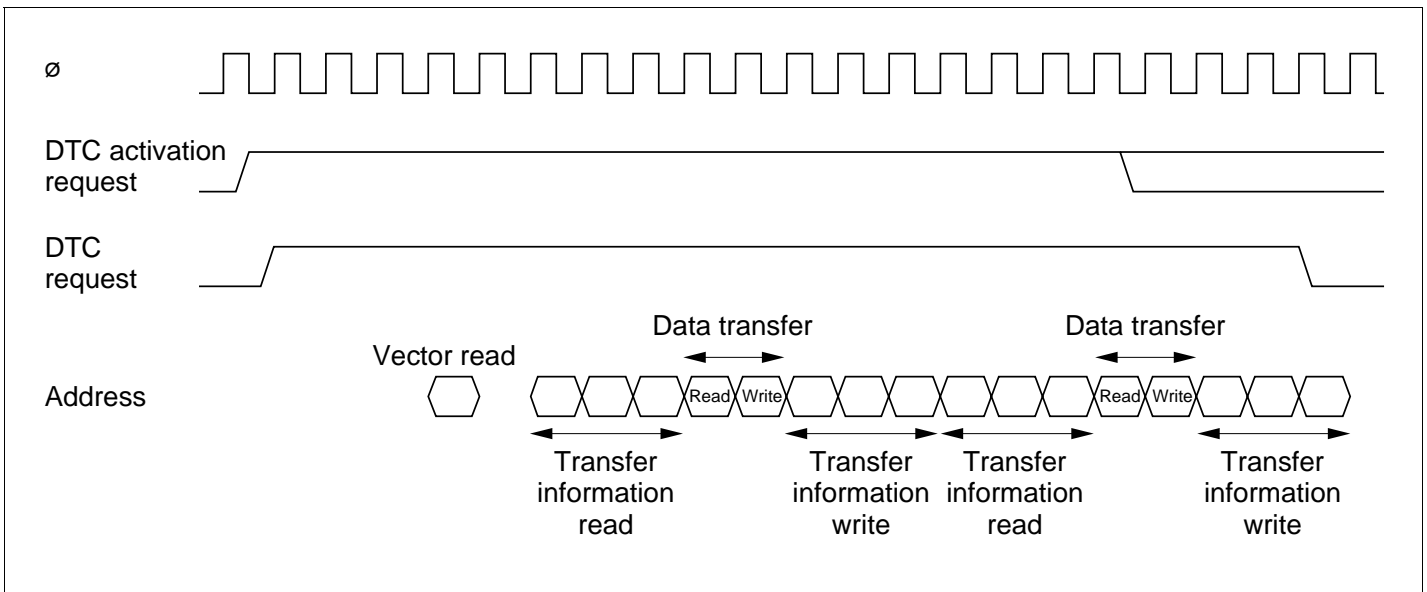 ø
DTC activation
request
DTC
request
Data transfer
Data transfer
Vector read
Address
Read
Write
Read
Write
Transfer
information
read
Transfer
information
write
Transfer
information
read
Transfer
information
write